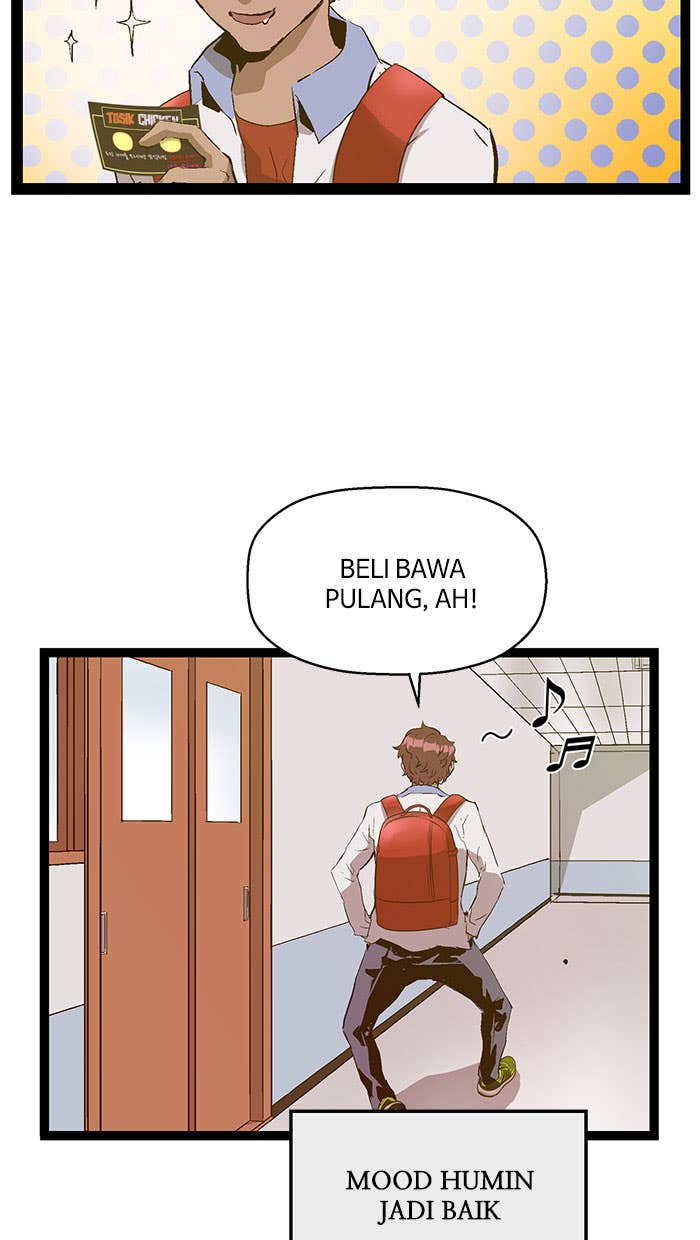 TOSIK CHICKEN
BELI BAWA
PULANG, AH!
MOOD HUMIN
JADI BAIK